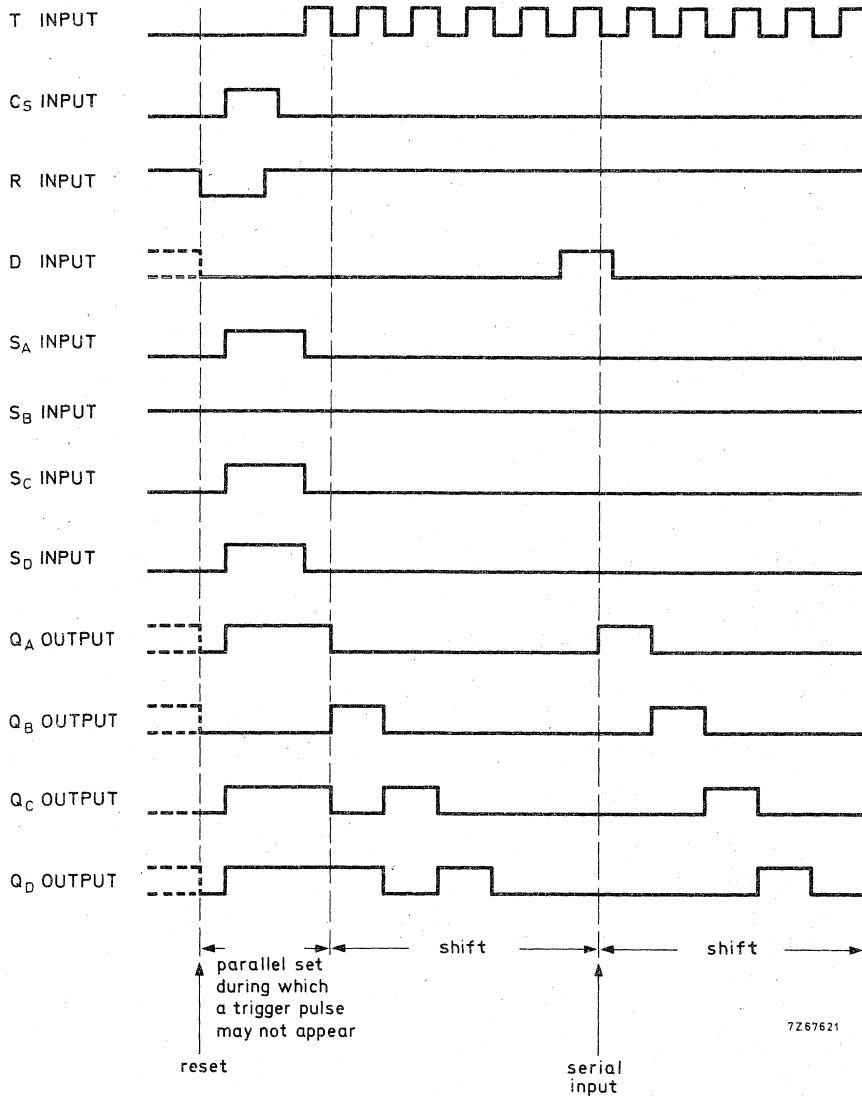 T INPUT
C_S INPUT
R INPUT
D INPUT
S_A INPUT
S_B INPUT
S_C INPUT
S_D INPUT
Q_A OUTPUT
Q_B OUTPUT
Q_C OUTPUT
Q_D OUTPUT
shift
shift
parallel set
during which
a trigger pulse
may not appear
7Z67621
reset
serial
input